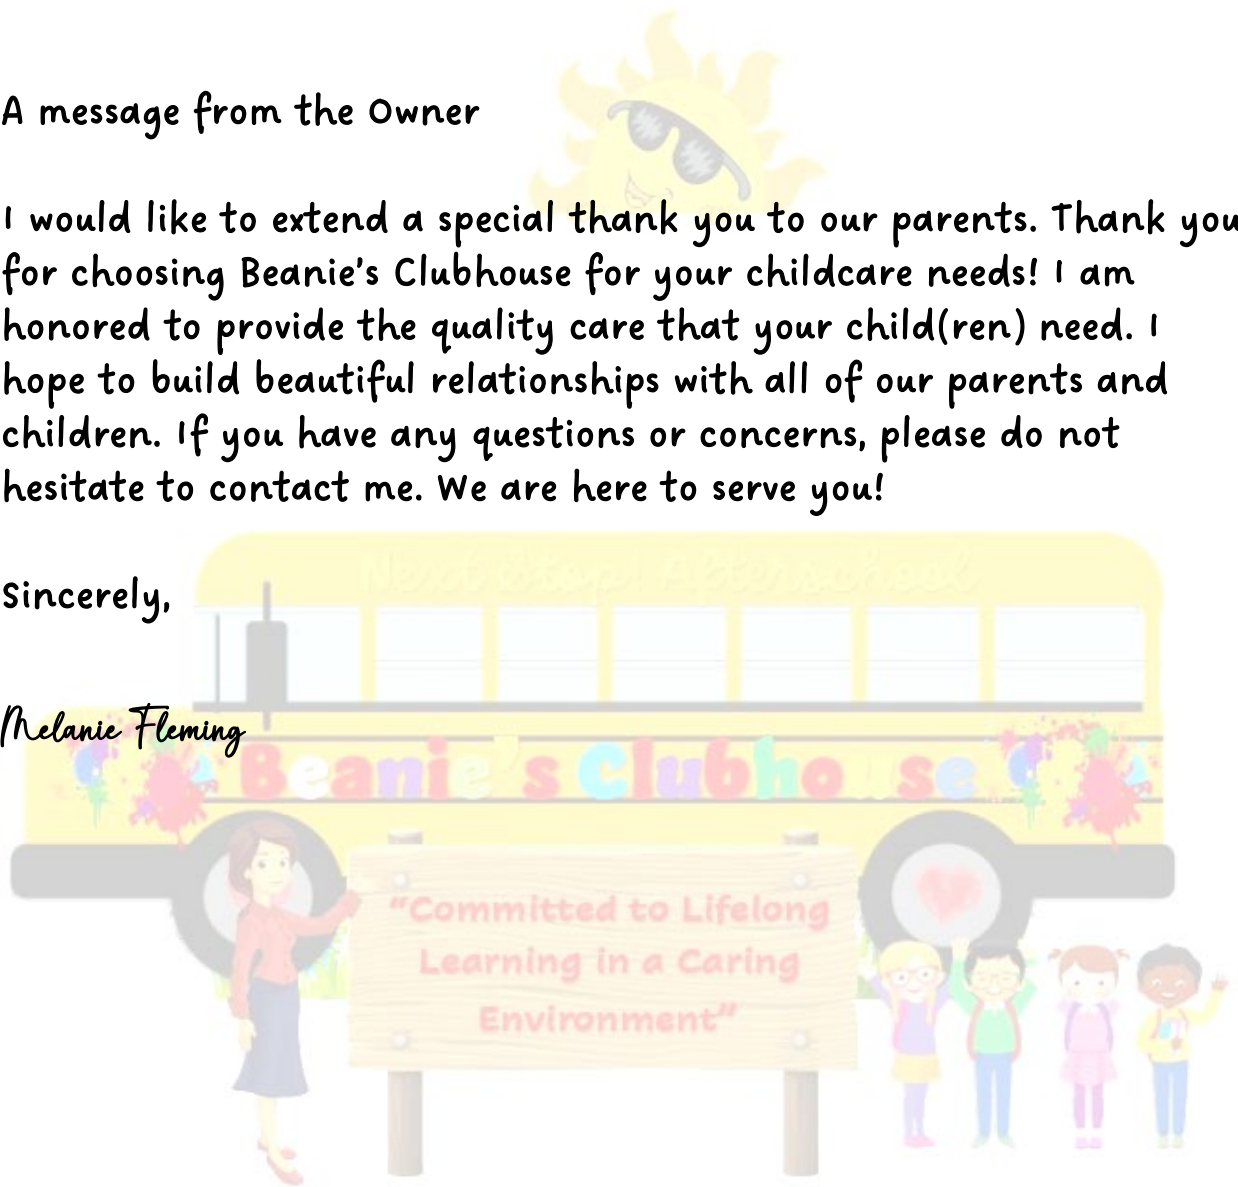 A message from the Owner
I would like to extend a special thank you to our parents. Thank you
for choosing Beanie's Clubhouse for your childcare needs! I am
honored to provide the quality care that your child(ren) need. I
hope to build beautiful relationships with all of our parents and
children. If you have any questions or concerns, please do not
hesitate to contact me. We are here to serve you!
Next Stop! Afterschool
Sincerely,
Melanie Fleming
Beanie's Clubhouse
"Committed to Lifelong
Learning in a Caring
Environment"